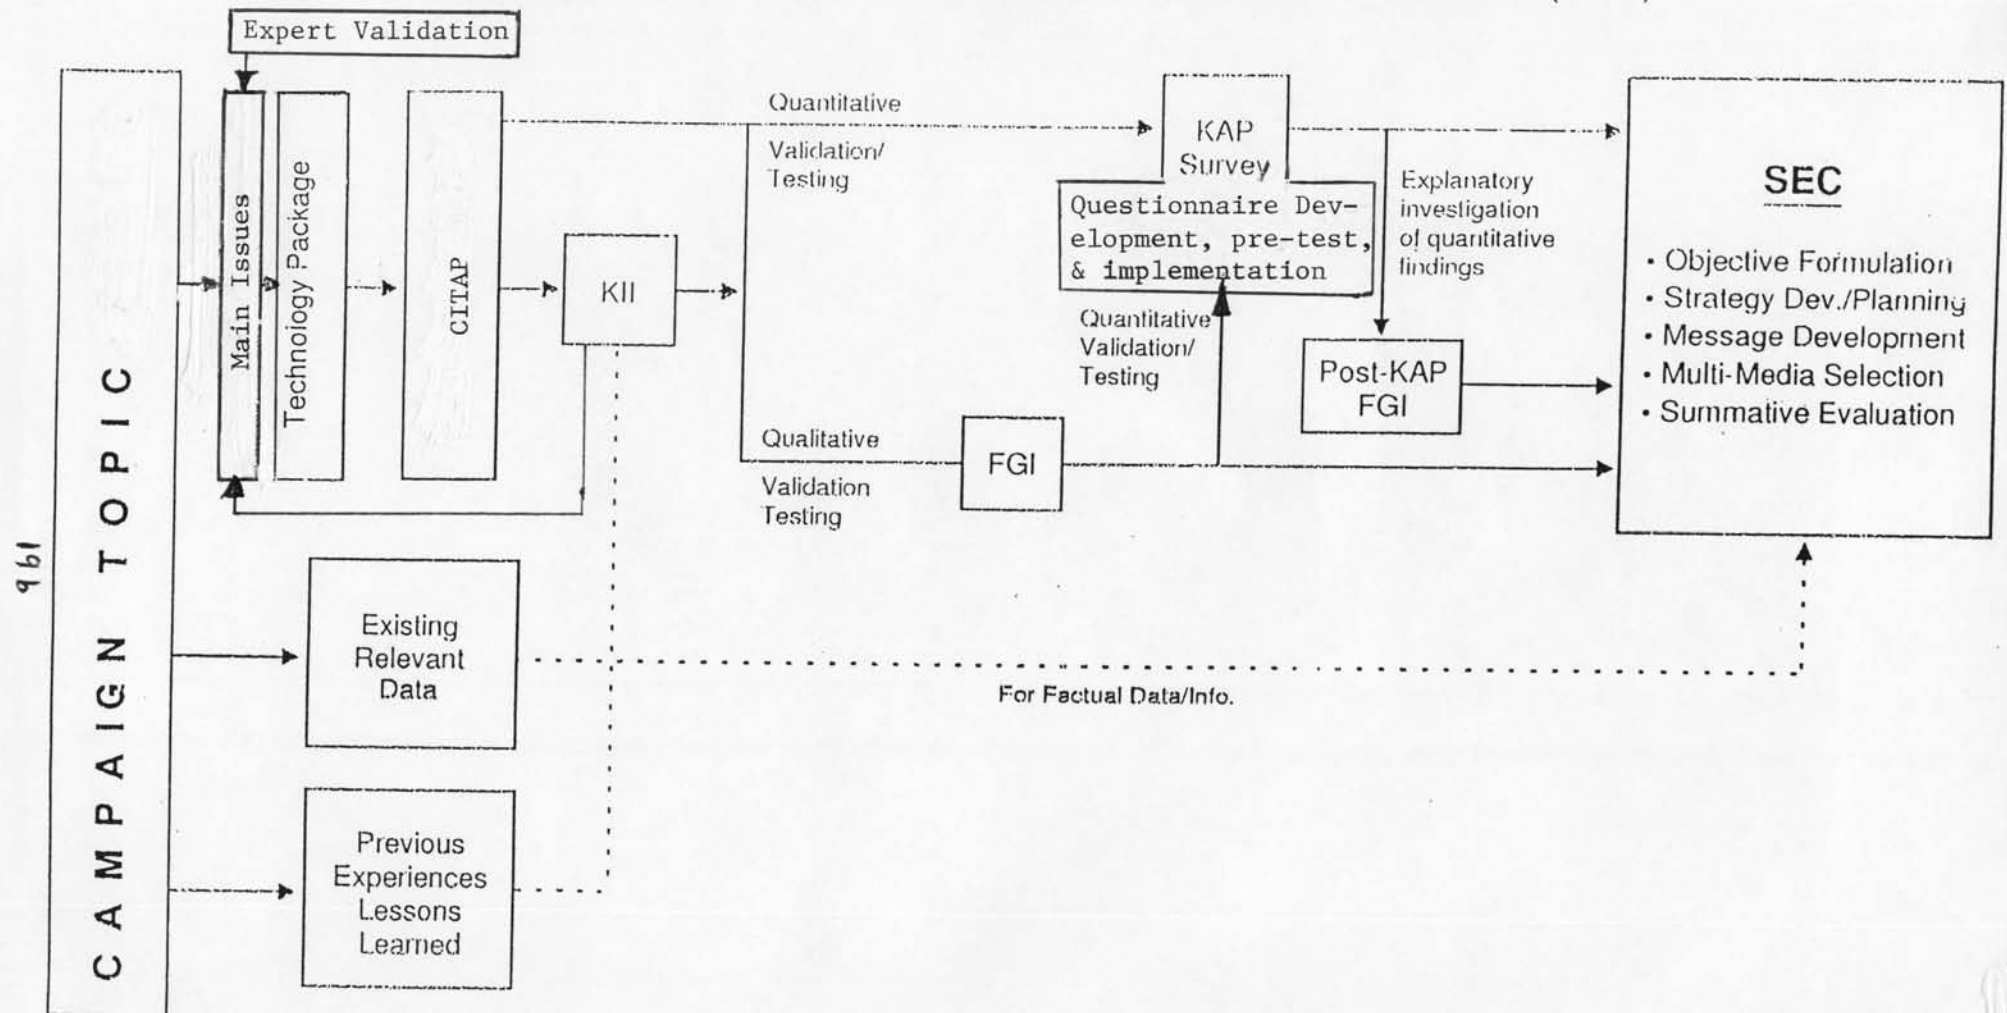 Expert Validation
CAMPAIGN TOPIC
Main Issues
Technology Package
CITAP
KII
Quantitative
Validation/
Testing
KAP
Survey
Questionnaire Dev-
elopment, pre-test,
& implementation
Explanatory
investigation
of quantitative
findings
Quantitative
Validation/
Testing
Post-KAP
FGI
Qualitative
Validation
Testing
FGI
SEC
• Objective Formulation
• Strategy Dev./Planning
• Message Development
• Multi-Media Selection
• Summative Evaluation
Existing
Relevant
Data
For Factual Data/Info.
Previous
Experiences
Lessons
Learned
196